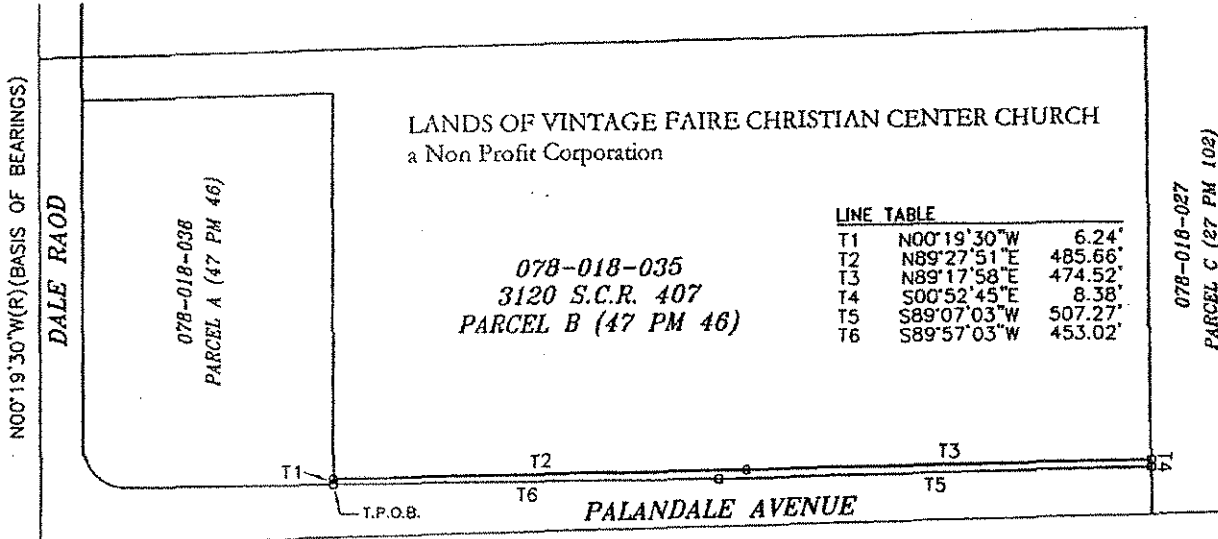 N00°19'30"W(R)(BASIS OF BEARINGS)
DALE RAOD
078-018-036
PARCEL A (47 PM 46)
LANDS OF VINTAGE FAIRE CHRISTIAN CENTER CHURCH
a Non Profit Corporation
078-018-035
3120 S.C.R. 407
PARCEL B (47 PM 46)
LINE TABLE
T1 N00°19'30"W 6.24'
T2 N89°27'51"E 485.66'
T3 N89°17'58"E 474.52'
T4 S00°52'45"E 8.38'
T5 S89°07'03"W 507.27'
T6 S89°57'03"W 453.02'
078-018-027
PARCEL C (27 PM 102)
T1
T2
T3
T4
T6
T5
T.P.O.B.
PALANDALE AVENUE